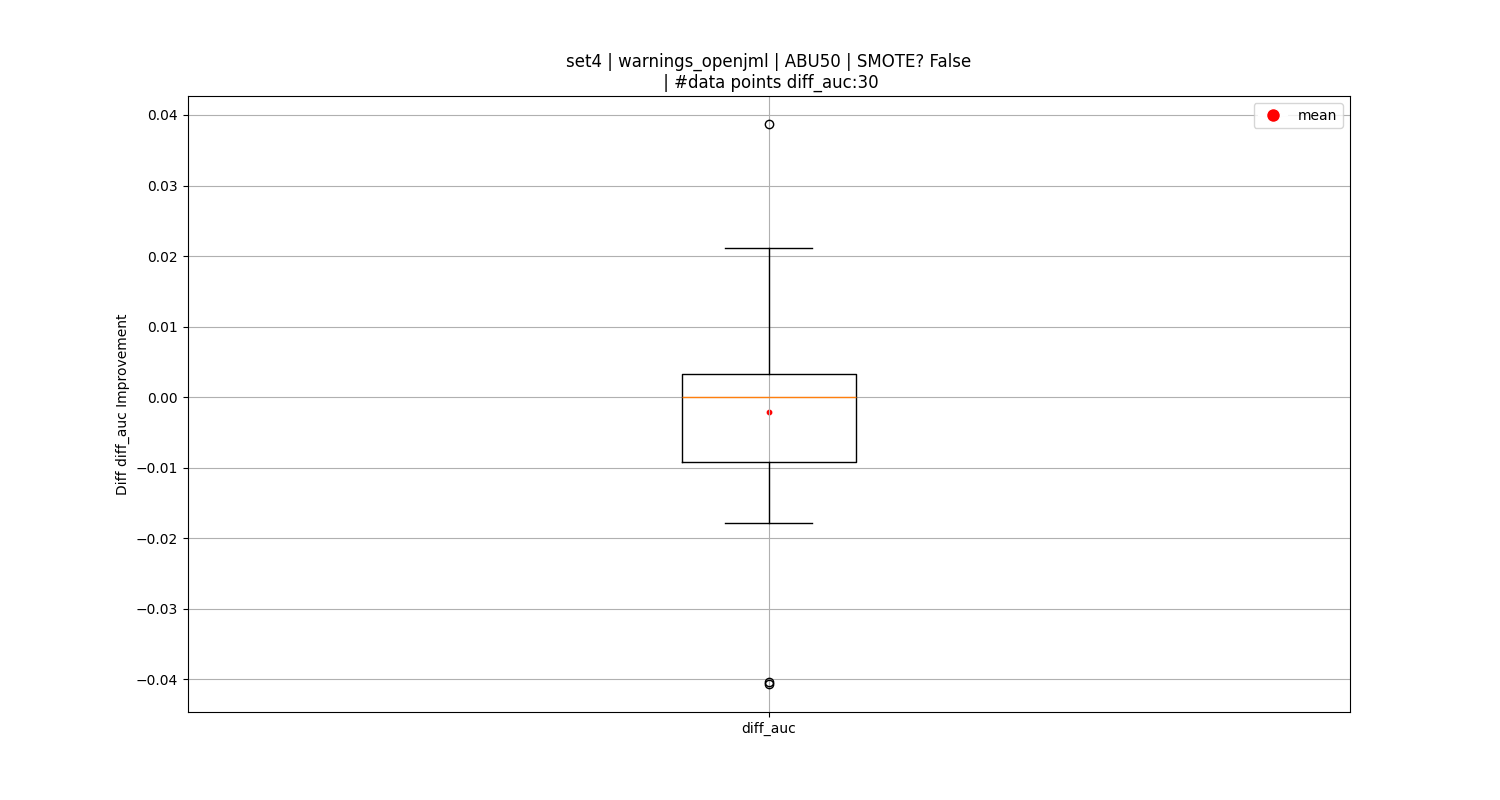 set4 | warnings_openjml | ABU50 | SMOTE? False
| #data points diff_auc:30
mean
0.04
0.03
0.02
0.01
0.00
−0.01
−0.02
−0.03
−0.04
Diff diff_auc Improvement
diff_auc